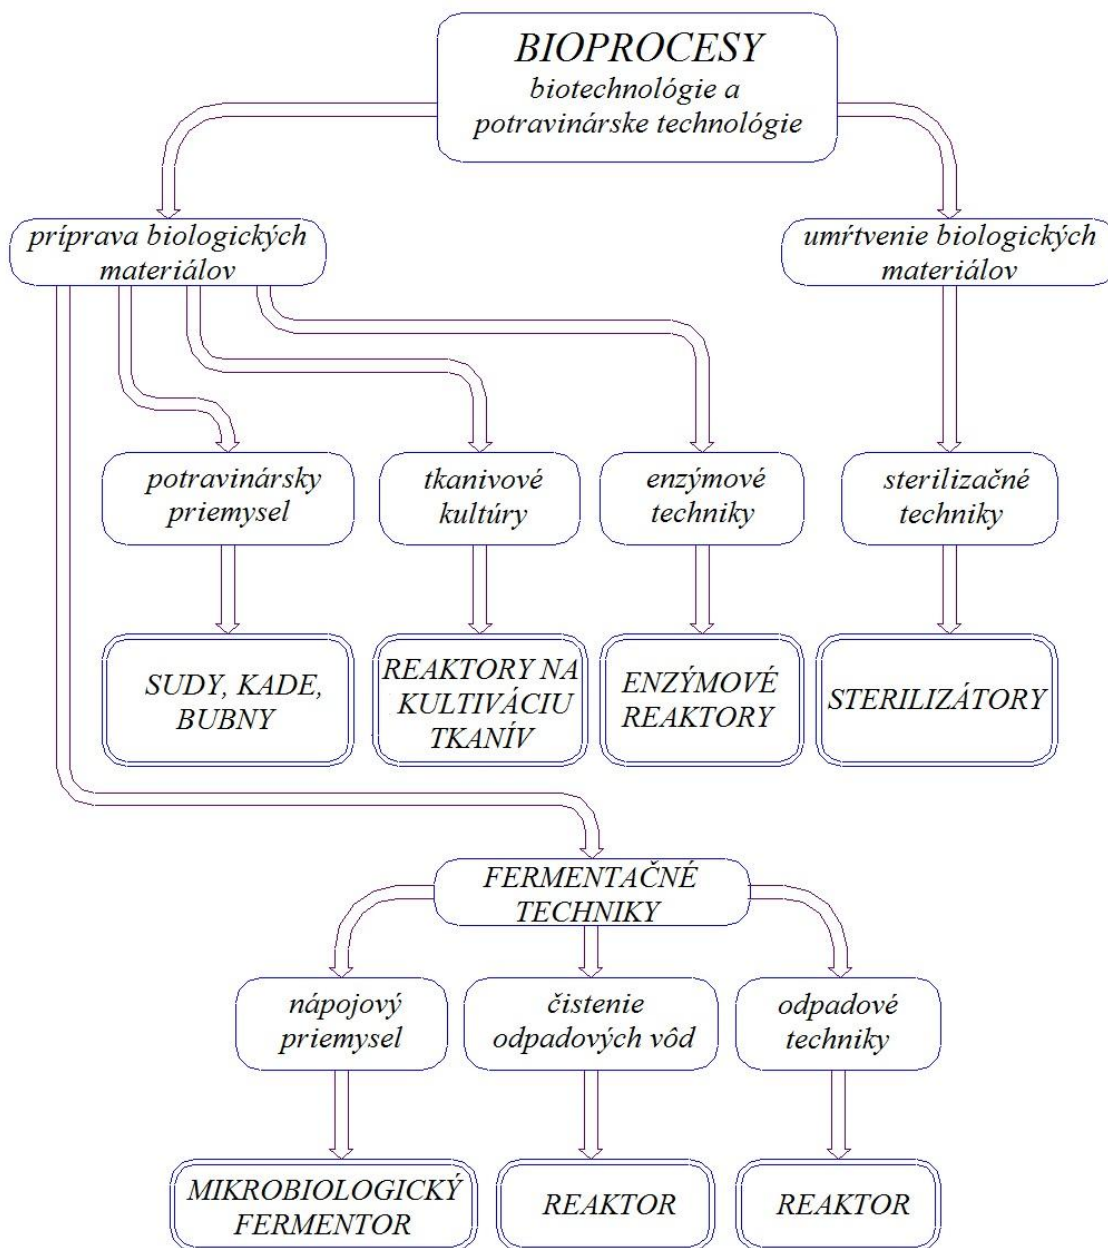 BIOPROCESY
biotechnológie a
potravinárske technológie
príprava biologických
materiálov
umŕtvenie biologických
materiálov
potravinársky
priemysel
tkanivové
kultúry
enzýmové
techniky
sterilizačné
techniky
SUDY, KADE,
BUBNY
REAKTORY NA
KULTIVÁCIU
TKANÍV
ENZÝMOVÉ
REAKTORY
STERILIZÁTORY
FERMENTAČNÉ
TECHNIKY
nápojový
priemysel
čistenie
odpadových vôd
odpadové
techniky
MIKROBIOLOGICKÝ
FERMENTOR
REAKTOR
REAKTOR